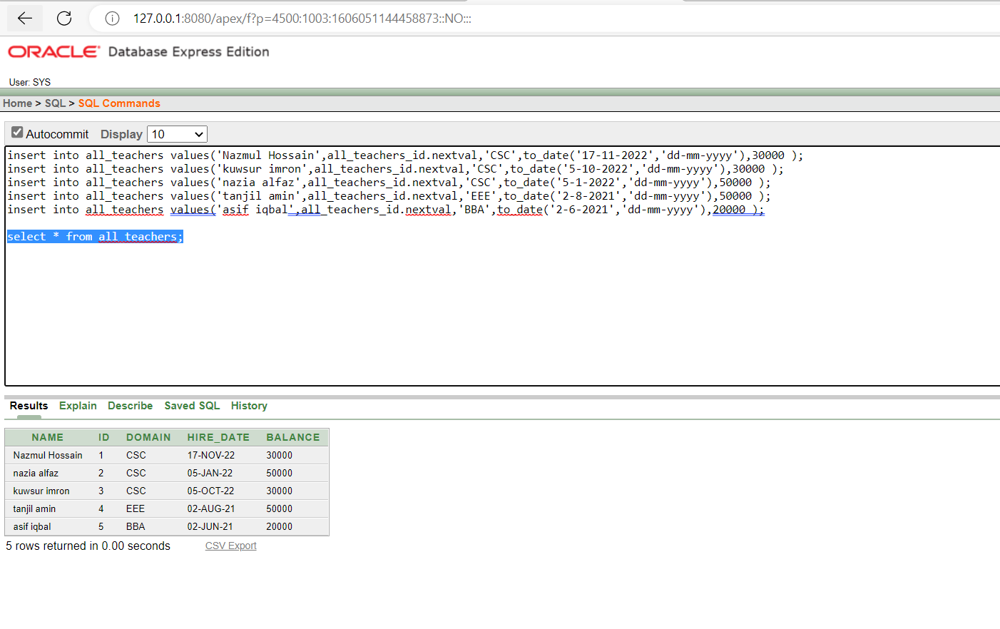 127.0.0.1:8080/apex/f?p=4500:1003:1606051144458873::NO:::
ORACLE® Database Express Edition
User: SYS
Home > SQL > SQL Commands
Autocommit Display 10
insert into all_teachers values('Nazmul Hossain',all_teachers_id.nextval,'CSC',to_date('17-11-2022','dd-mm-yyyy'),30000 );
insert into all_teachers values('kuwsur imron',all_teachers_id.nextval,'CSC',to_date('5-10-2022','dd-mm-yyyy'),30000 );
insert into all_teachers values('nazia alfaz',all_teachers_id.nextval,'CSC',to_date('5-1-2022','dd-mm-yyyy'),50000 );
insert into all_teachers values('tanjil amin',all_teachers_id.nextval,'EEE',to_date('2-8-2021','dd-mm-yyyy'),50000 );
insert into all_teachers values('asif iqbal',all_teachers_id.nextval,'BBA',to_date('2-6-2021','dd-mm-yyyy'),20000 );
select * from all_teachers;
Results Explain Describe Saved SQL History
NAME ID DOMAIN HIRE_DATE BALANCE
Nazmul Hossain 1 CSC 17-NOV-22 30000
nazia alfaz 2 CSC 05-JAN-22 50000
kuwsur imron 3 CSC 05-OCT-22 30000
tanjil amin 4 EEE 02-AUG-21 50000
asif iqbal 5 BBA 02-JUN-21 20000
5 rows returned in 0.00 seconds CSV Export